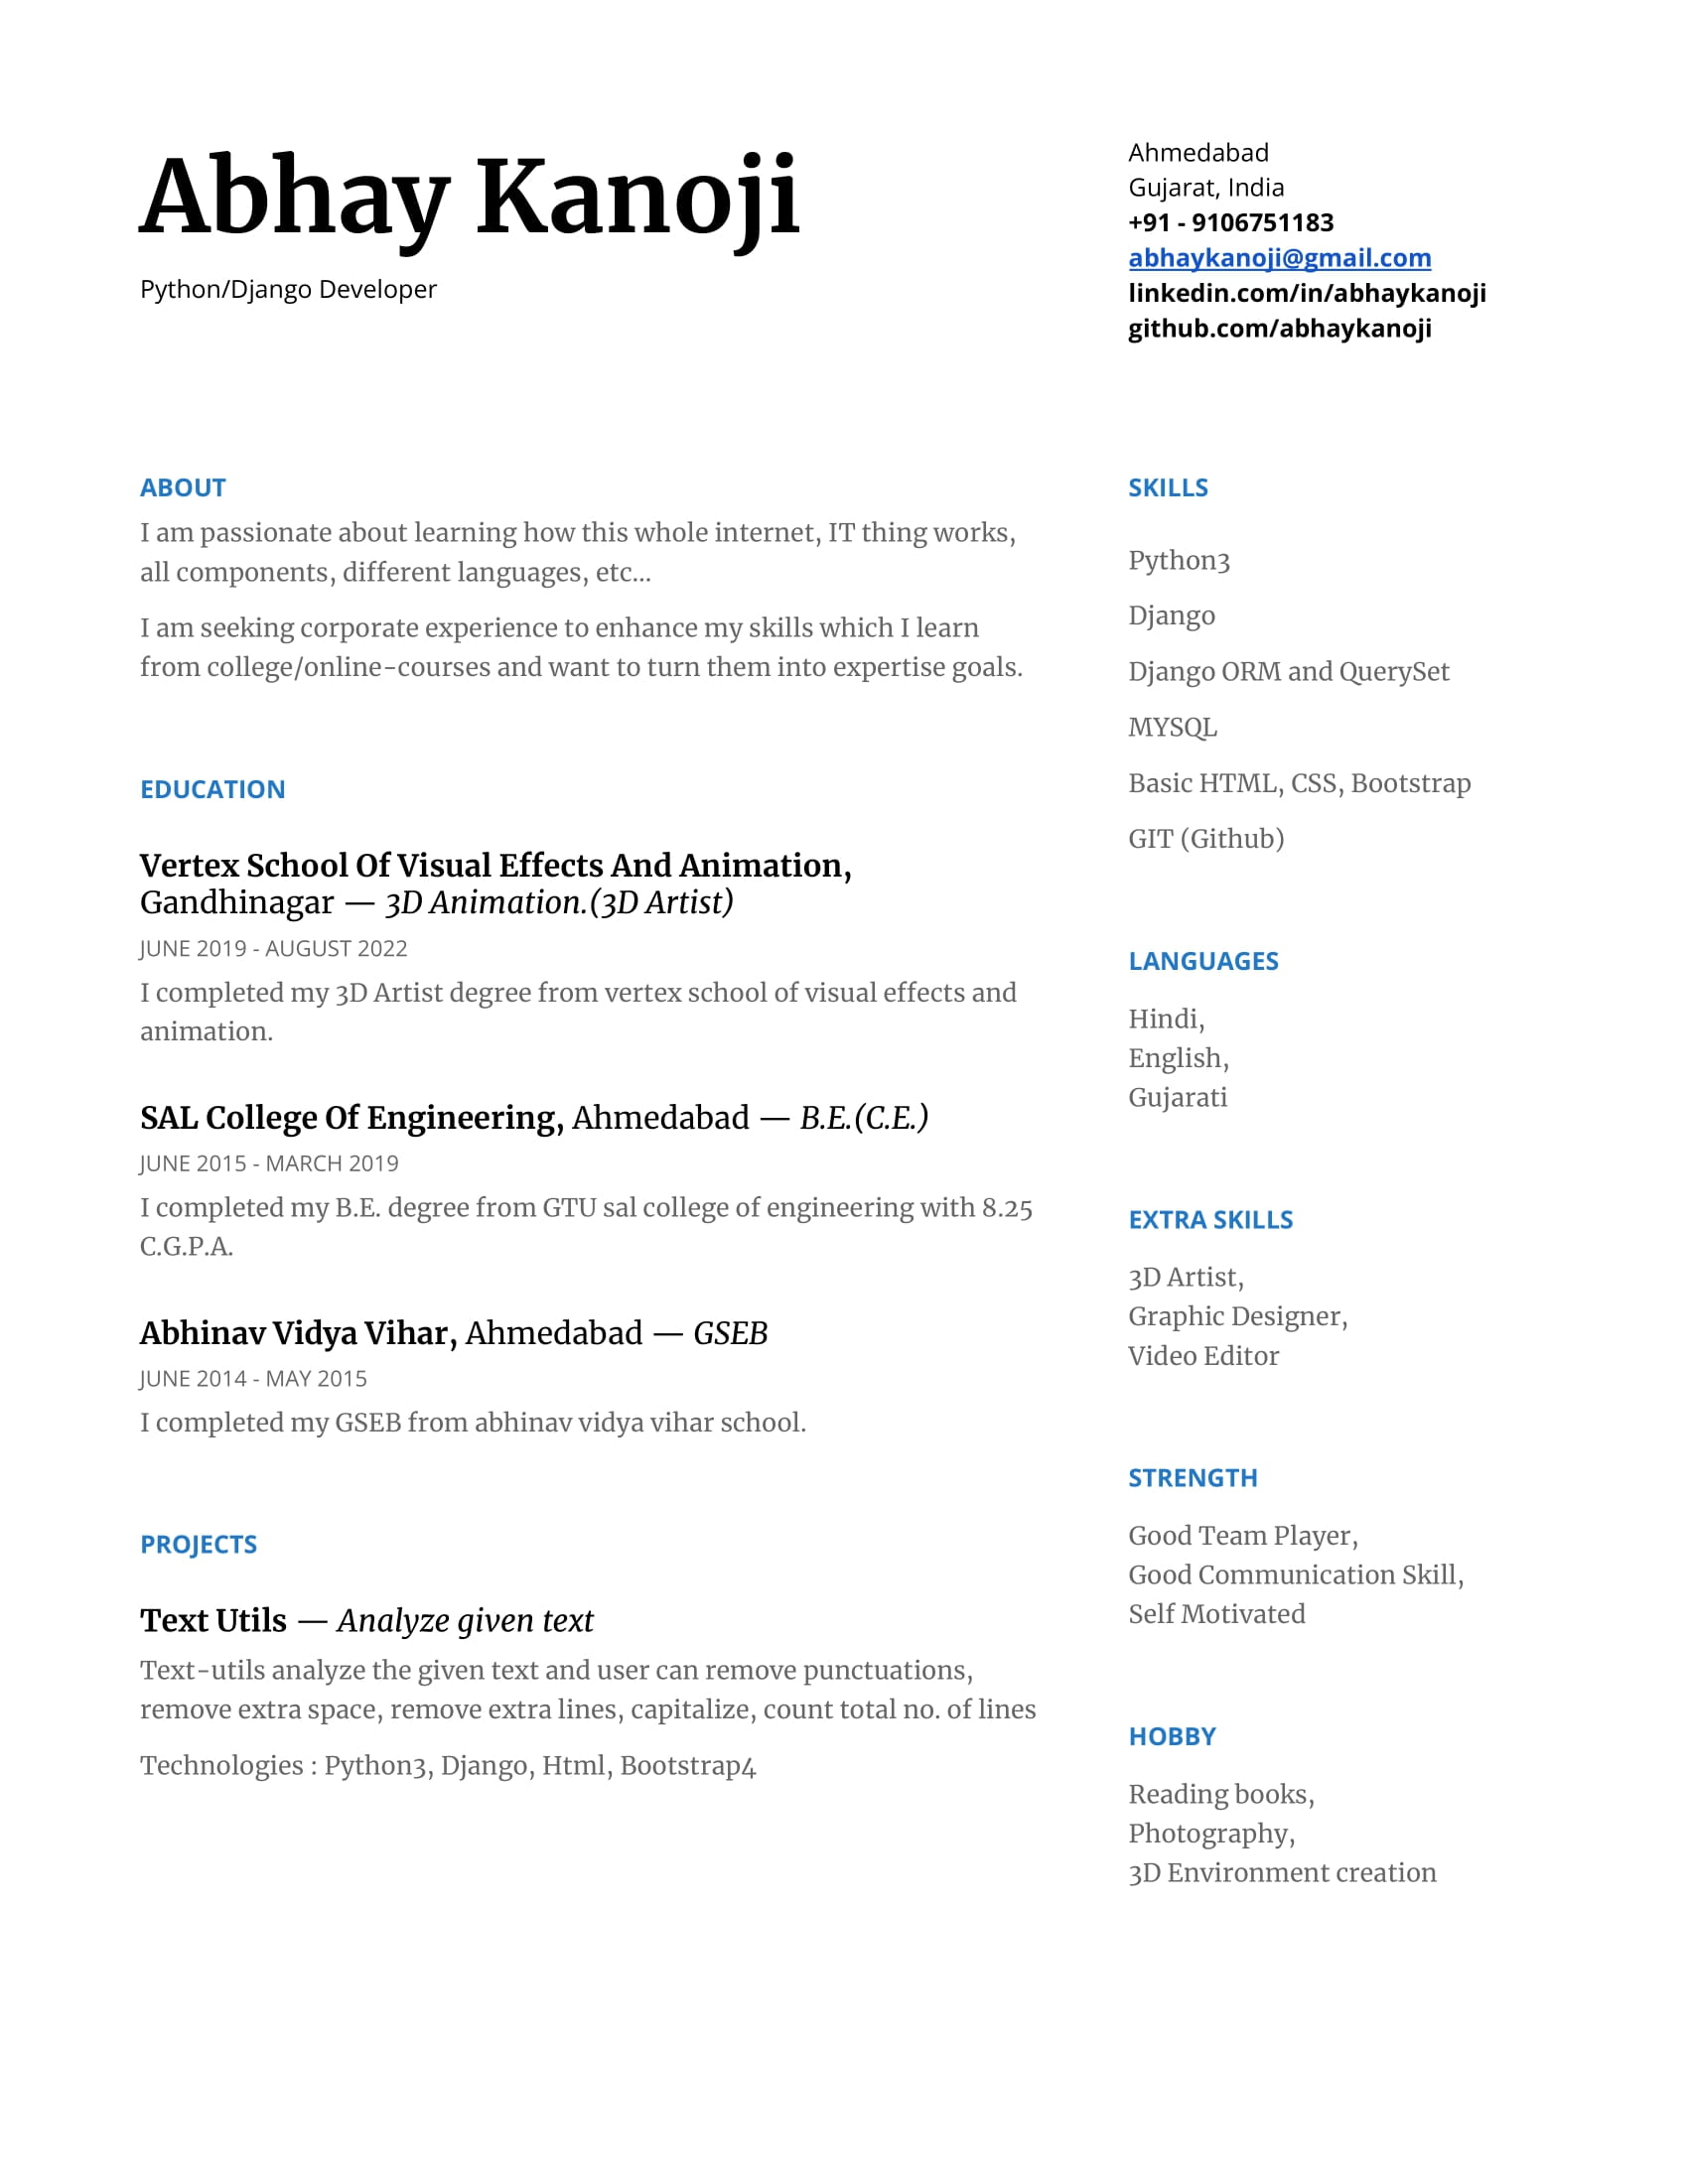 Abhay Kanoji
Python/Django Developer
Ahmedabad
Gujarat, India
+91 - 9106751183
abhaykanoji@gmail.com
linkedin.com/in/abhaykanoji
github.com/abhaykanoji
ABOUT
I am passionate about learning how this whole internet, IT thing works,
all components, different languages, etc...
I am seeking corporate experience to enhance my skills which I learn
from college/online-courses and want to turn them into expertise goals.
EDUCATION
Vertex School Of Visual Effects And Animation,
Gandhinagar — 3D Animation.(3D Artist)
JUNE 2019 - AUGUST 2022
I completed my 3D Artist degree from vertex school of visual effects and
animation.
SAL College Of Engineering, Ahmedabad — B.E.(C.E.)
JUNE 2015 - MARCH 2019
I completed my B.E. degree from GTU sal college of engineering with 8.25
C.G.P.A.
Abhinav Vidya Vihar, Ahmedabad — GSEB
JUNE 2014 - MAY 2015
I completed my GSEB from abhinav vidya vihar school.
PROJECTS
Text Utils — Analyze given text
Text-utils analyze the given text and user can remove punctuations,
remove extra space, remove extra lines, capitalize, count total no. of lines
Technologies : Python3, Django, Html, Bootstrap4
SKILLS
Python3
Django
Django ORM and QuerySet
MYSQL
Basic HTML, CSS, Bootstrap
GIT (Github)
LANGUAGES
Hindi,
English,
Gujarati
EXTRA SKILLS
3D Artist,
Graphic Designer,
Video Editor
STRENGTH
Good Team Player,
Good Communication Skill,
Self Motivated
HOBBY
Reading books,
Photography,
3D Environment creation